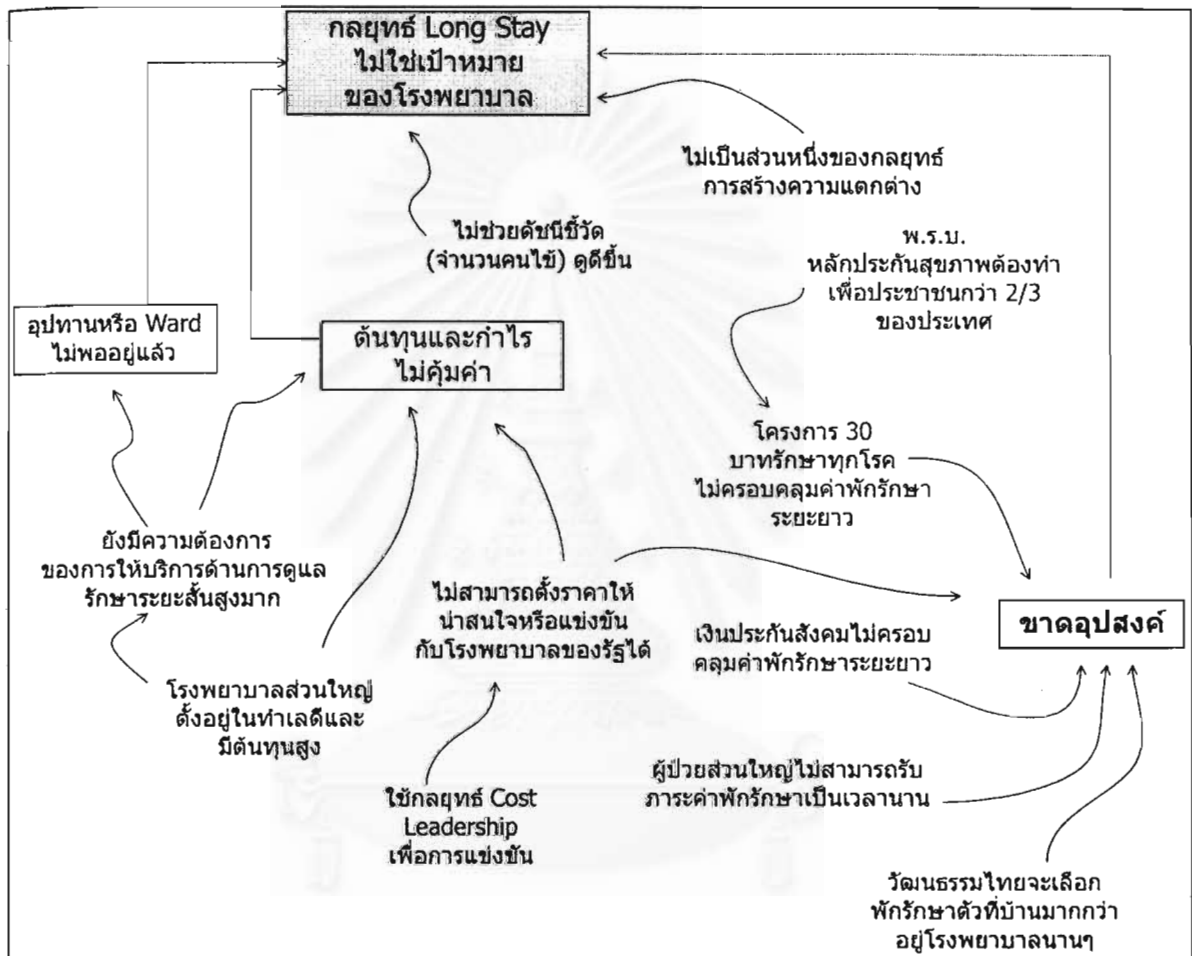 กลยุทธ์ Long Stay
ไม่ใช่เป้าหมาย
ของโรงพยาบาล
ไม่เป็นส่วนหนึ่งของกลยุทธ์
การสร้างความแตกต่าง
ไม่ช่วยดัชนีชี้วัด
(จำนวนคนไข้) ดูดีขึ้น
พ.ร.บ.
หลักประกันสุขภาพต้องทำ
เพื่อประชาชนกว่า 2/3
ของประเทศ
อุปทานหรือ Ward
ไม่พออยู่แล้ว
ต้นทุนและกำไร
ไม่คุ้มค่า
โครงการ 30
บาทรักษาทุกโรค
ไม่ครอบคลุมค่าพักรักษา
ระยะยาว
ยังมีความต้องการ
ของการให้บริการด้านการดูแล
รักษาระยะสั้นสูงมาก
ไม่สามารถตั้งราคาให้
น่าสนใจหรือแข่งขัน
กับโรงพยาบาลของรัฐได้
ขาดอุปสงค์
เงินประกันสังคมไม่ครอบ
คลุมค่าพักรักษาระยะยาว
โรงพยาบาลส่วนใหญ่
ตั้งอยู่ในทำเลดีและ
มีต้นทุนสูง
ผู้ป่วยส่วนใหญ่ไม่สามารถรับ
ภาระค่าพักรักษาเป็นเวลานาน
ใช้กลยุทธ์ Cost
Leadership
เพื่อการแข่งขัน
วัฒนธรรมไทยจะเลือก
พักรักษาตัวที่บ้านมากกว่า
อยู่โรงพยาบาลนานๆ